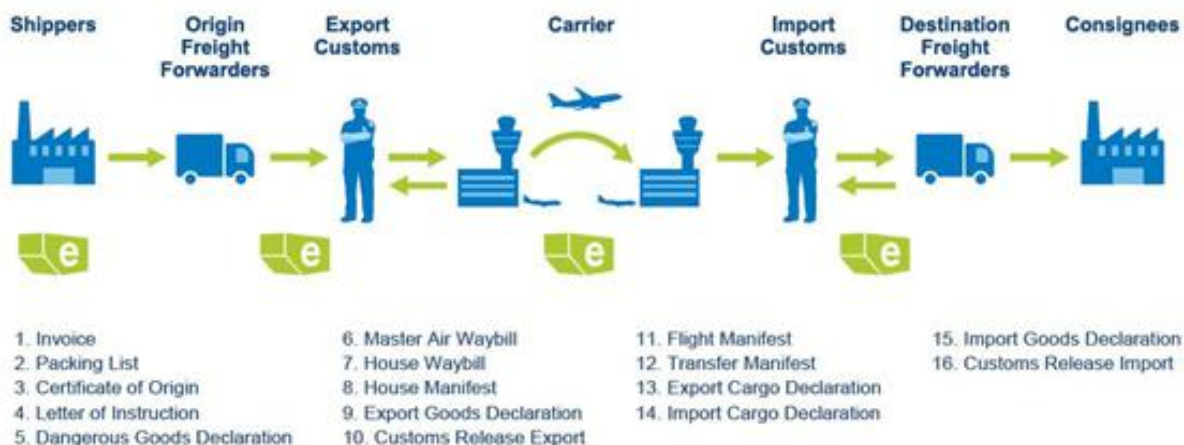 Shippers
Origin
Freight
Forwarders
Export
Customs
Carrier
Import
Customs
Destination
Freight
Forwarders
Consignees
e
e
e
e
1. Invoice
2. Packing List
3. Certificate of Origin
4. Letter of Instruction
5. Dangerous Goods Declaration
6. Master Air Waybill
7. House Waybill
8. House Manifest
9. Export Goods Declaration
10. Customs Release Export
11. Flight Manifest
12. Transfer Manifest
13. Export Cargo Declaration
14. Import Cargo Declaration
15. Import Goods Declaration
16. Customs Release Import